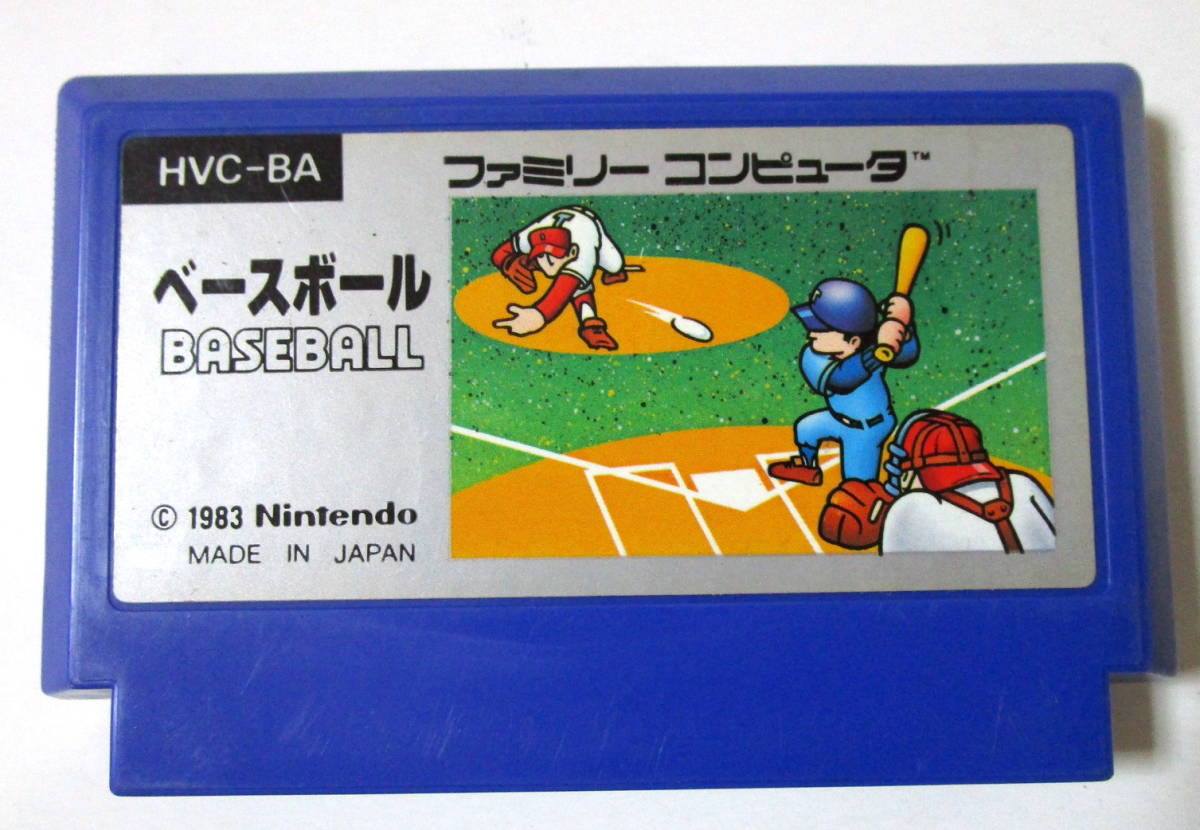 HVC-BA
ファミリー コンピュータ™
ベースボール
BASEBALL
© 1983 Nintendo
MADE IN JAPAN
T